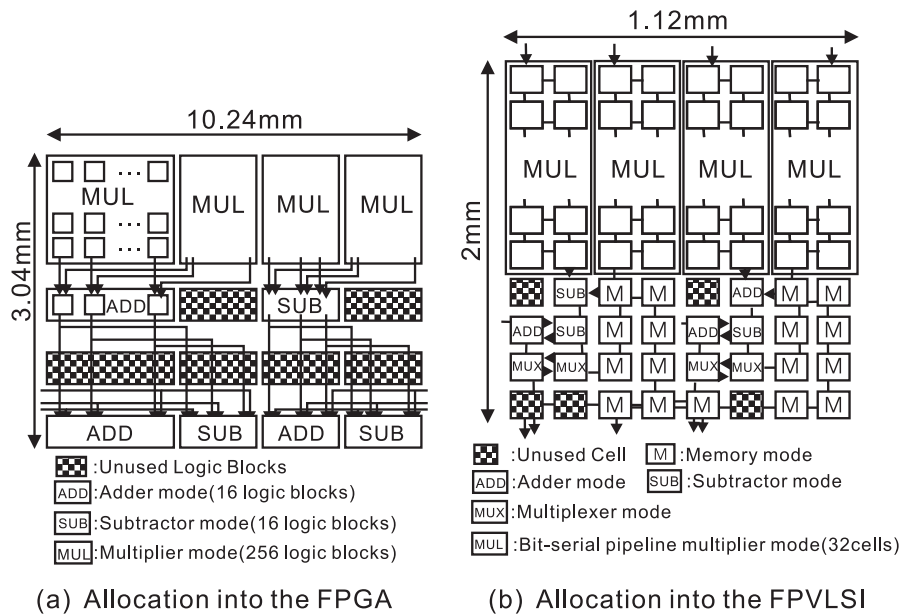 10.24mm
3.04mm
MUL MUL MUL MUL
ADD SUB
ADD SUB ADD SUB
:Unused Logic Blocks
ADD :Adder mode(16 logic blocks)
SUB :Subtractor mode(16 logic blocks)
MUL :Multiplier mode(256 logic blocks)
(a) Allocation into the FPGA
1.12mm
2mm
MUL MUL MUL MUL
SUB M M ADD M M
ADD SUB M M ADD SUB M M
MUX MUX M M MUX MUX M M
M M M M M
:Unused Cell M :Memory mode
ADD :Adder mode SUB :Subtractor mode
MUX :Multiplexer mode
MUL :Bit-serial pipeline multiplier mode(32cells)
(b) Allocation into the FPVLSI